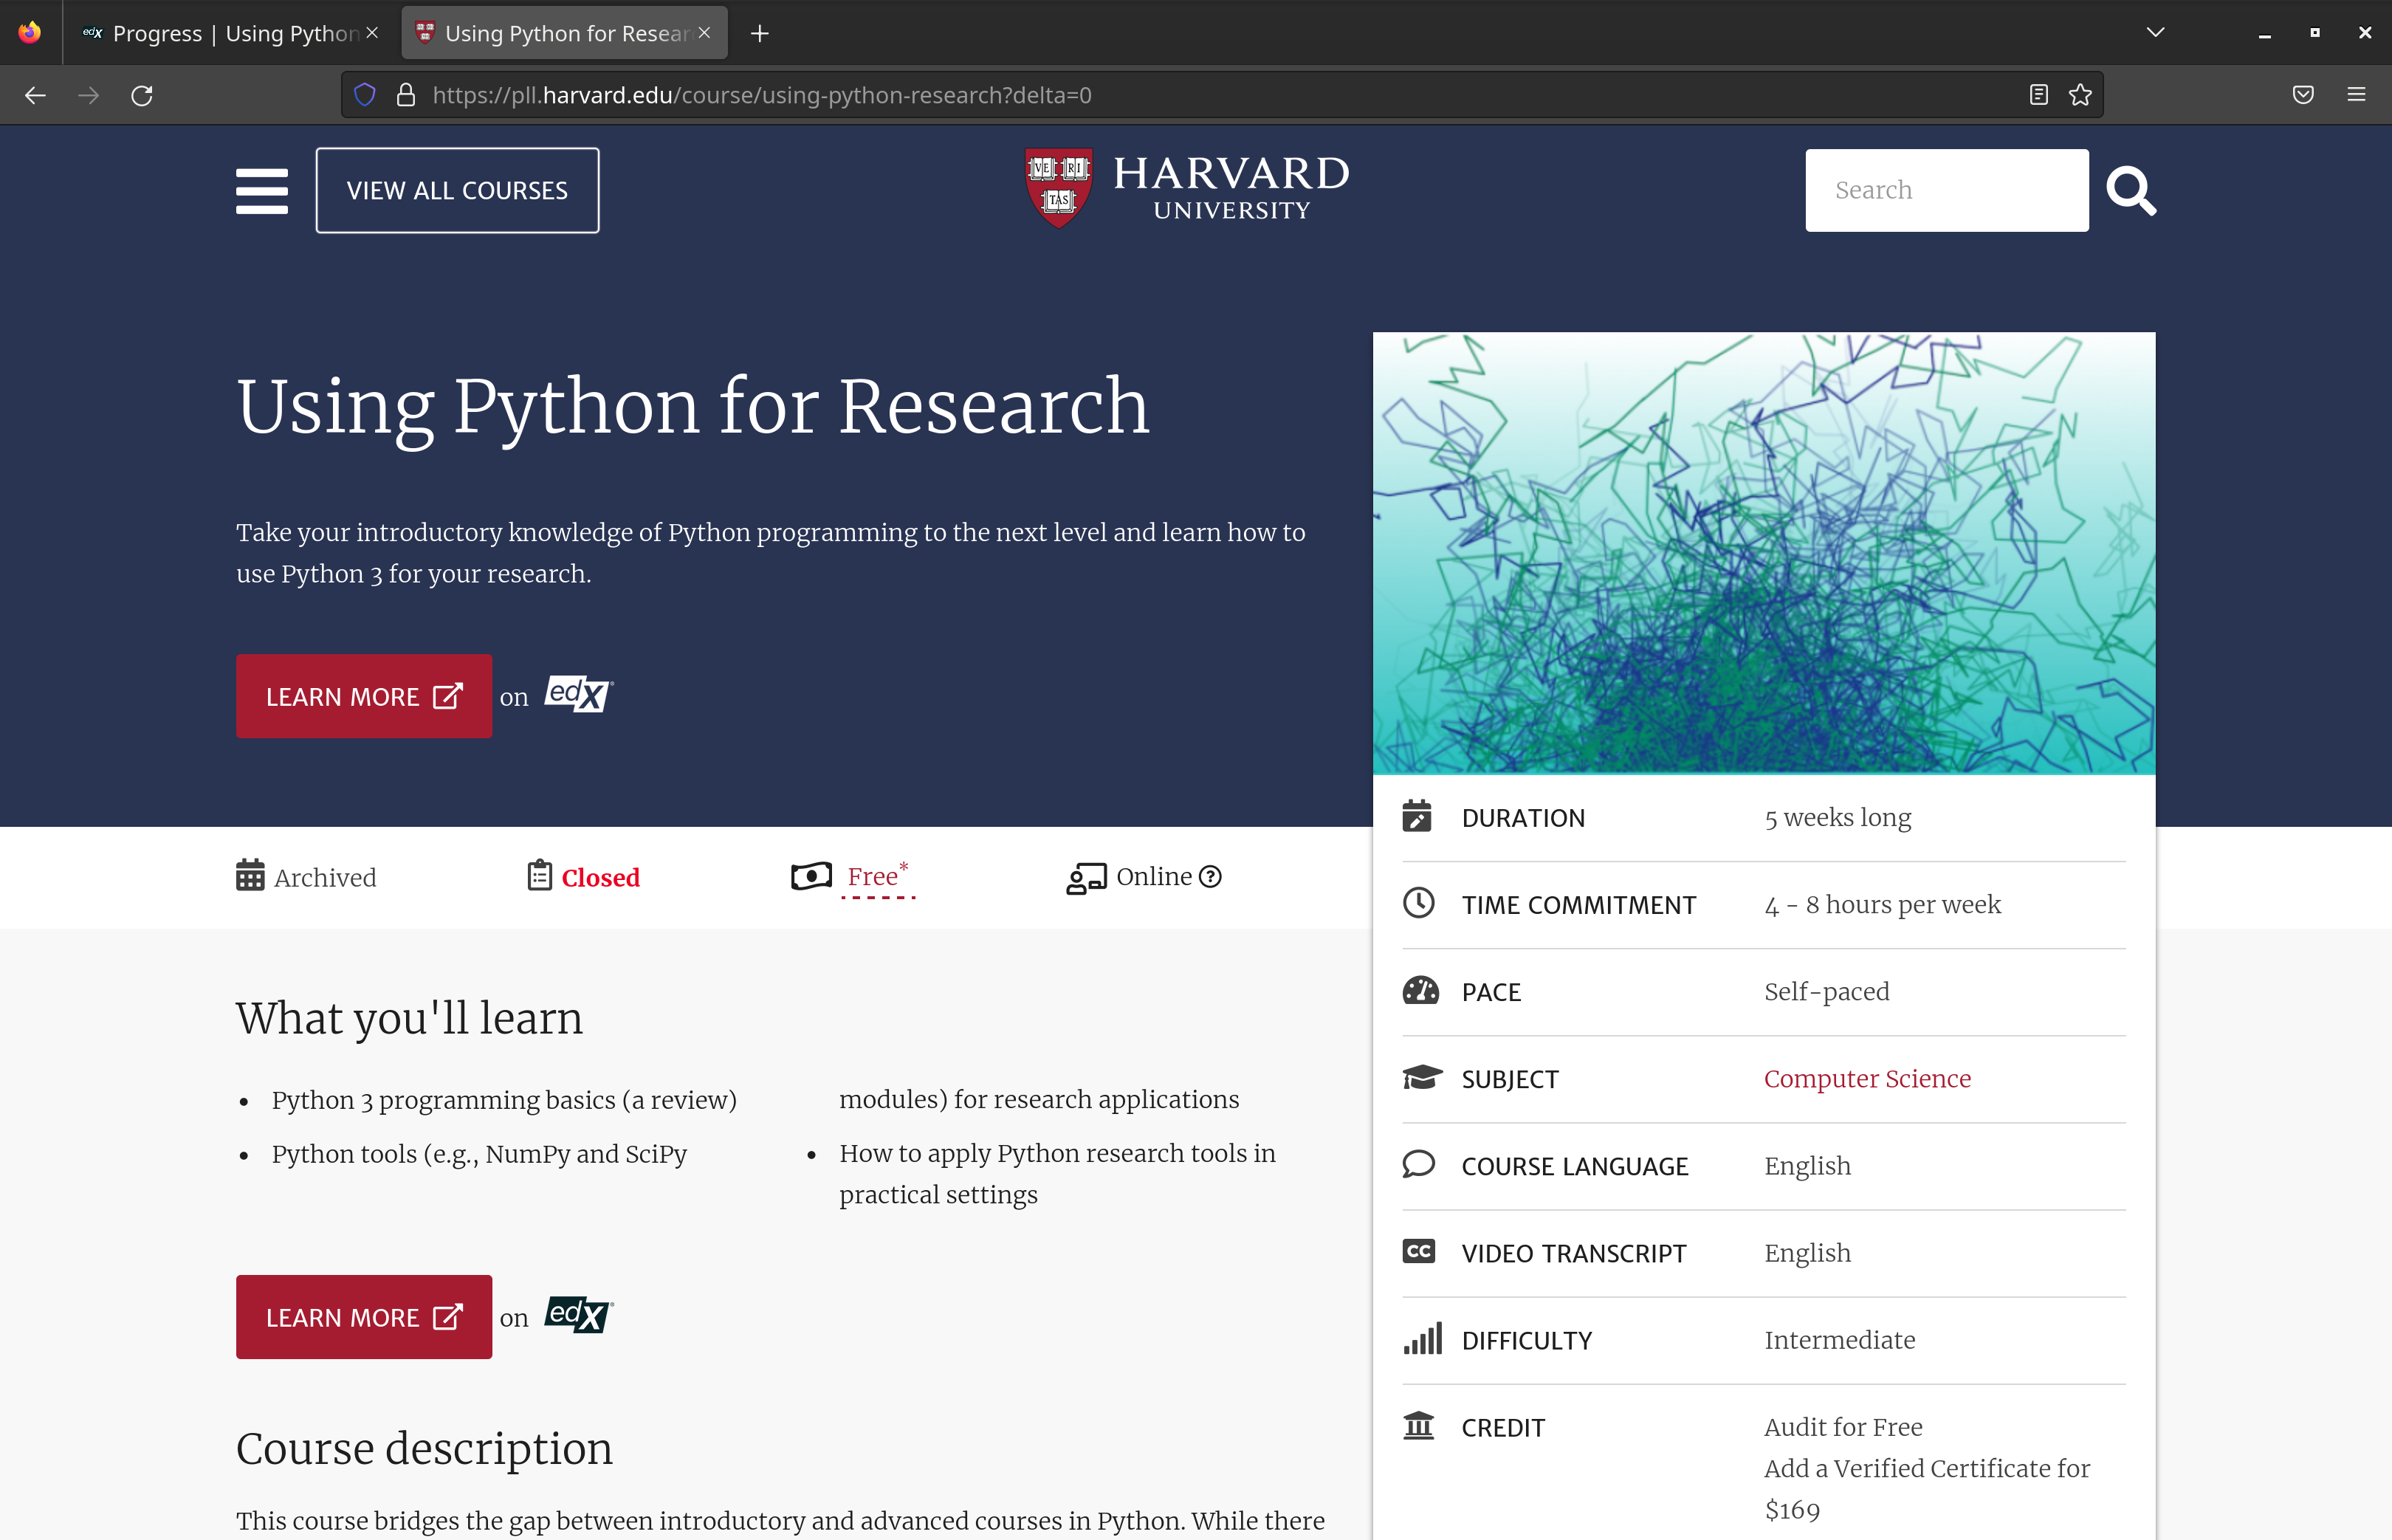 edX Progress | Using Python
Using Python for Resear
https://pll.harvard.edu/course/using-python-research?delta=0
VIEW ALL COURSES
VE RI TAS
HARVARD
UNIVERSITY
Search
Using Python for Research
Take your introductory knowledge of Python programming to the next level and learn how to
use Python 3 for your research.
LEARN MORE on edX
Archived
Closed
Free*
Online ?
What you'll learn
• Python 3 programming basics (a review)
• Python tools (e.g., NumPy and SciPy
modules) for research applications
• How to apply Python research tools in
practical settings
LEARN MORE on edX
Course description
This course bridges the gap between introductory and advanced courses in Python. While there
DURATION 5 weeks long
TIME COMMITMENT 4 - 8 hours per week
PACE Self-paced
SUBJECT Computer Science
COURSE LANGUAGE English
CC VIDEO TRANSCRIPT English
DIFFICULTY Intermediate
CREDIT Audit for Free
Add a Verified Certificate for
$169